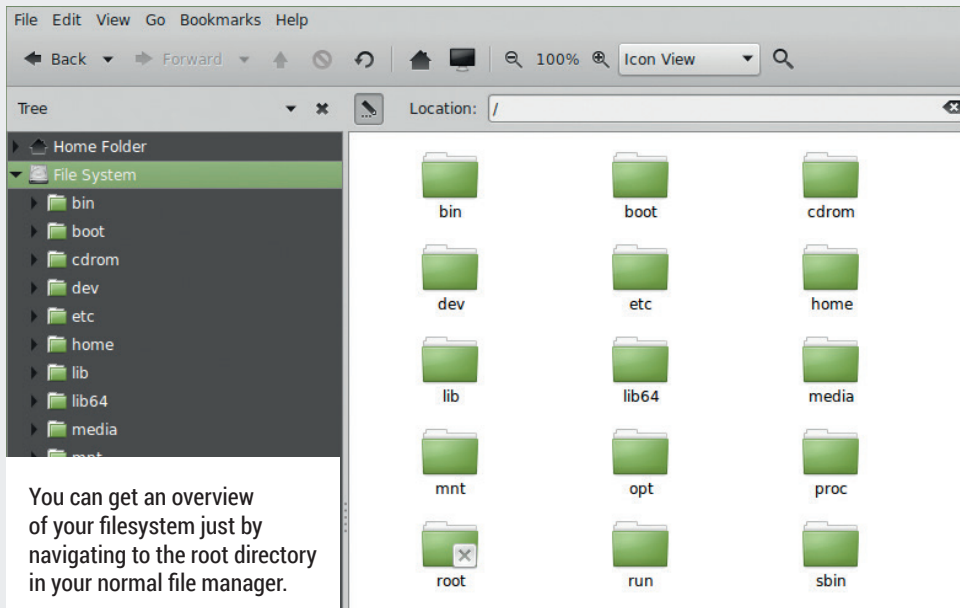 File Edit View Go Bookmarks Help
Back Forward 100% Icon View
Tree Location: /
Home Folder
File System
bin
boot
cdrom
dev
etc
home
lib
lib64
media
mnt
You can get an overview
of your filesystem just by
navigating to the root directory
in your normal file manager.
bin boot cdrom
dev etc home
lib lib64 media
mnt opt proc
root run sbin